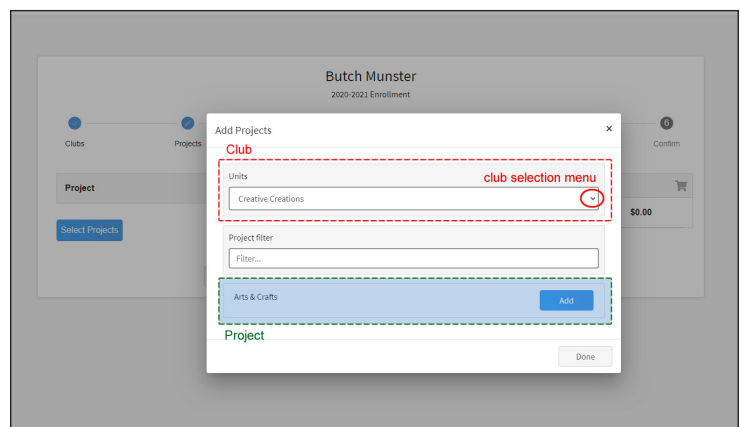 Butch Munster
2020-2021 Enrollment
6
Clubs
Projects
Confirm
Add Projects
×
Club
Units
club selection menu
Creative Creations
Project
$0.00
Select Projects
Project filter
Filter...
Arts & Crafts
Add
Project
Done